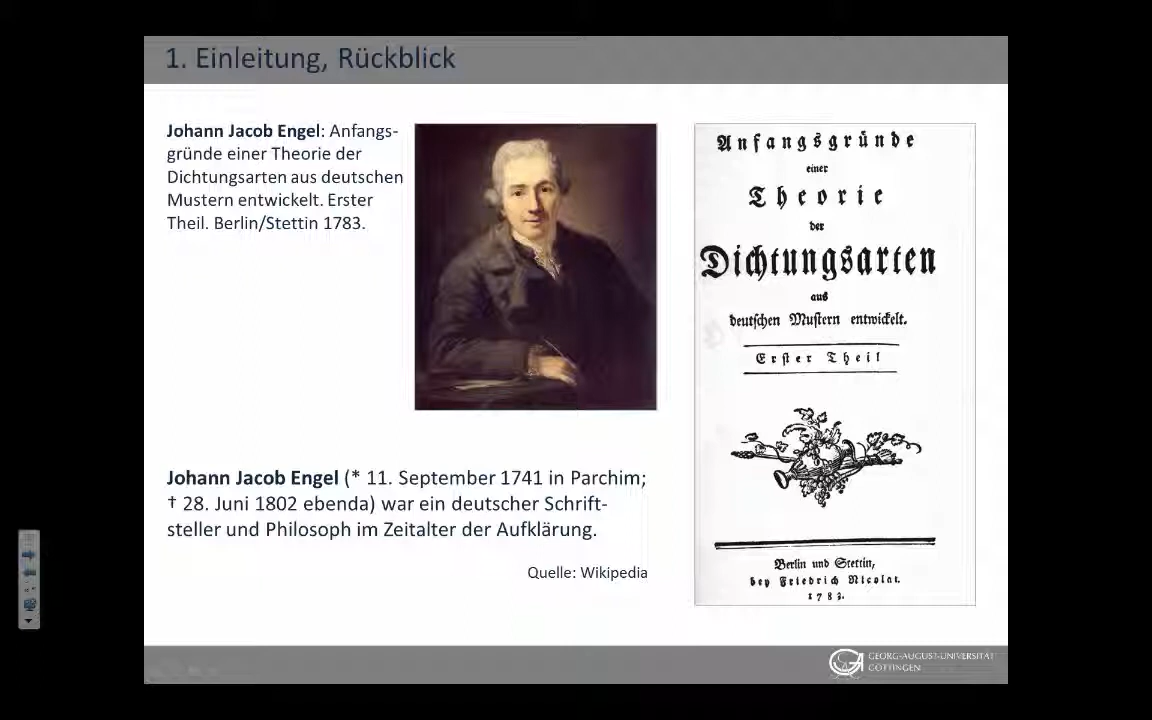 1. Einleitung, Rückblick
Johann Jacob Engel: Anfangs-
gründe einer Theorie der
Dichtungsarten aus deutschen
Mustern entwickelt. Erster
Theil. Berlin/Stettin 1783.
Johann Jacob Engel (* 11. September 1741 in Parchim;
† 28. Juni 1802 ebenda) war ein deutscher Schrift-
steller und Philosoph im Zeitalter der Aufklärung.
Quelle: Wikipedia
Anfangsgründe
einer
Theorie
der
Dichtungsarten
aus
deutschen Mustern entwickelt.
Erster Theil
Berlin und Stettin,
bey Friedrich Nicolai.
1783.
GEORG-AUGUST-UNIVERSITÄT
GÖTTINGEN